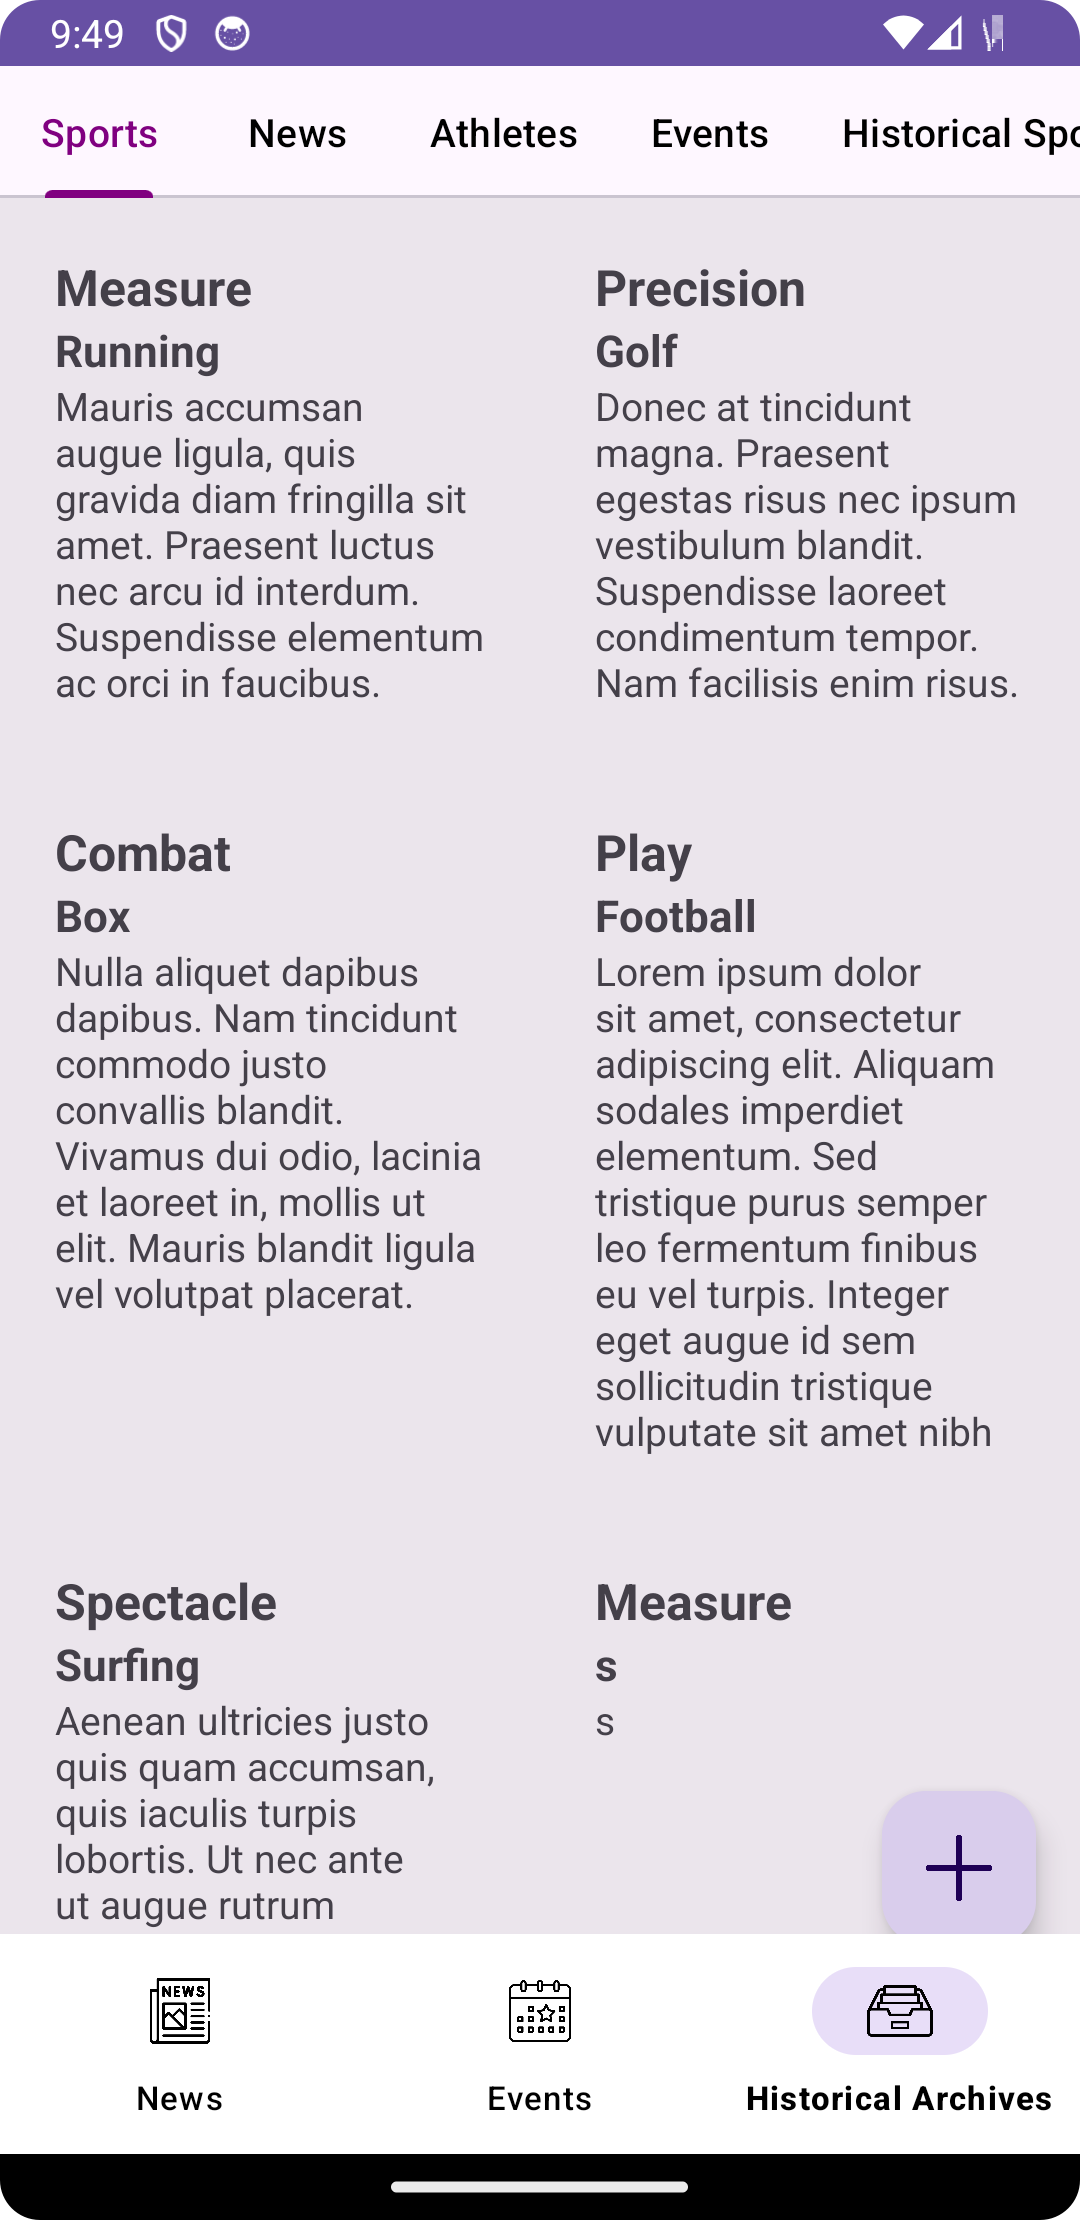 9:49
Sports News Athletes Events Historical Spo
Measure
Running
Mauris accumsan
augue ligula, quis
gravida diam fringilla sit
amet. Praesent luctus
nec arcu id interdum.
Suspendisse elementum
ac orci in faucibus.
Precision
Golf
Donec at tincidunt
magna. Praesent
egestas risus nec ipsum
vestibulum blandit.
Suspendisse laoreet
condimentum tempor.
Nam facilisis enim risus.
Combat
Box
Nulla aliquet dapibus
dapibus. Nam tincidunt
commodo justo
convallis blandit.
Vivamus dui odio, lacinia
et laoreet in, mollis ut
elit. Mauris blandit ligula
vel volutpat placerat.
Play
Football
Lorem ipsum dolor
sit amet, consectetur
adipiscing elit. Aliquam
sodales imperdiet
elementum. Sed
tristique purus semper
leo fermentum finibus
eu vel turpis. Integer
eget augue id sem
sollicitudin tristique
vulputate sit amet nibh
Spectacle
Surfing
Aenean ultricies justo
quis quam accumsan,
quis iaculis turpis
lobortis. Ut nec ante
ut augue rutrum
Measure
s
s
NEWS
News Events Historical Archives